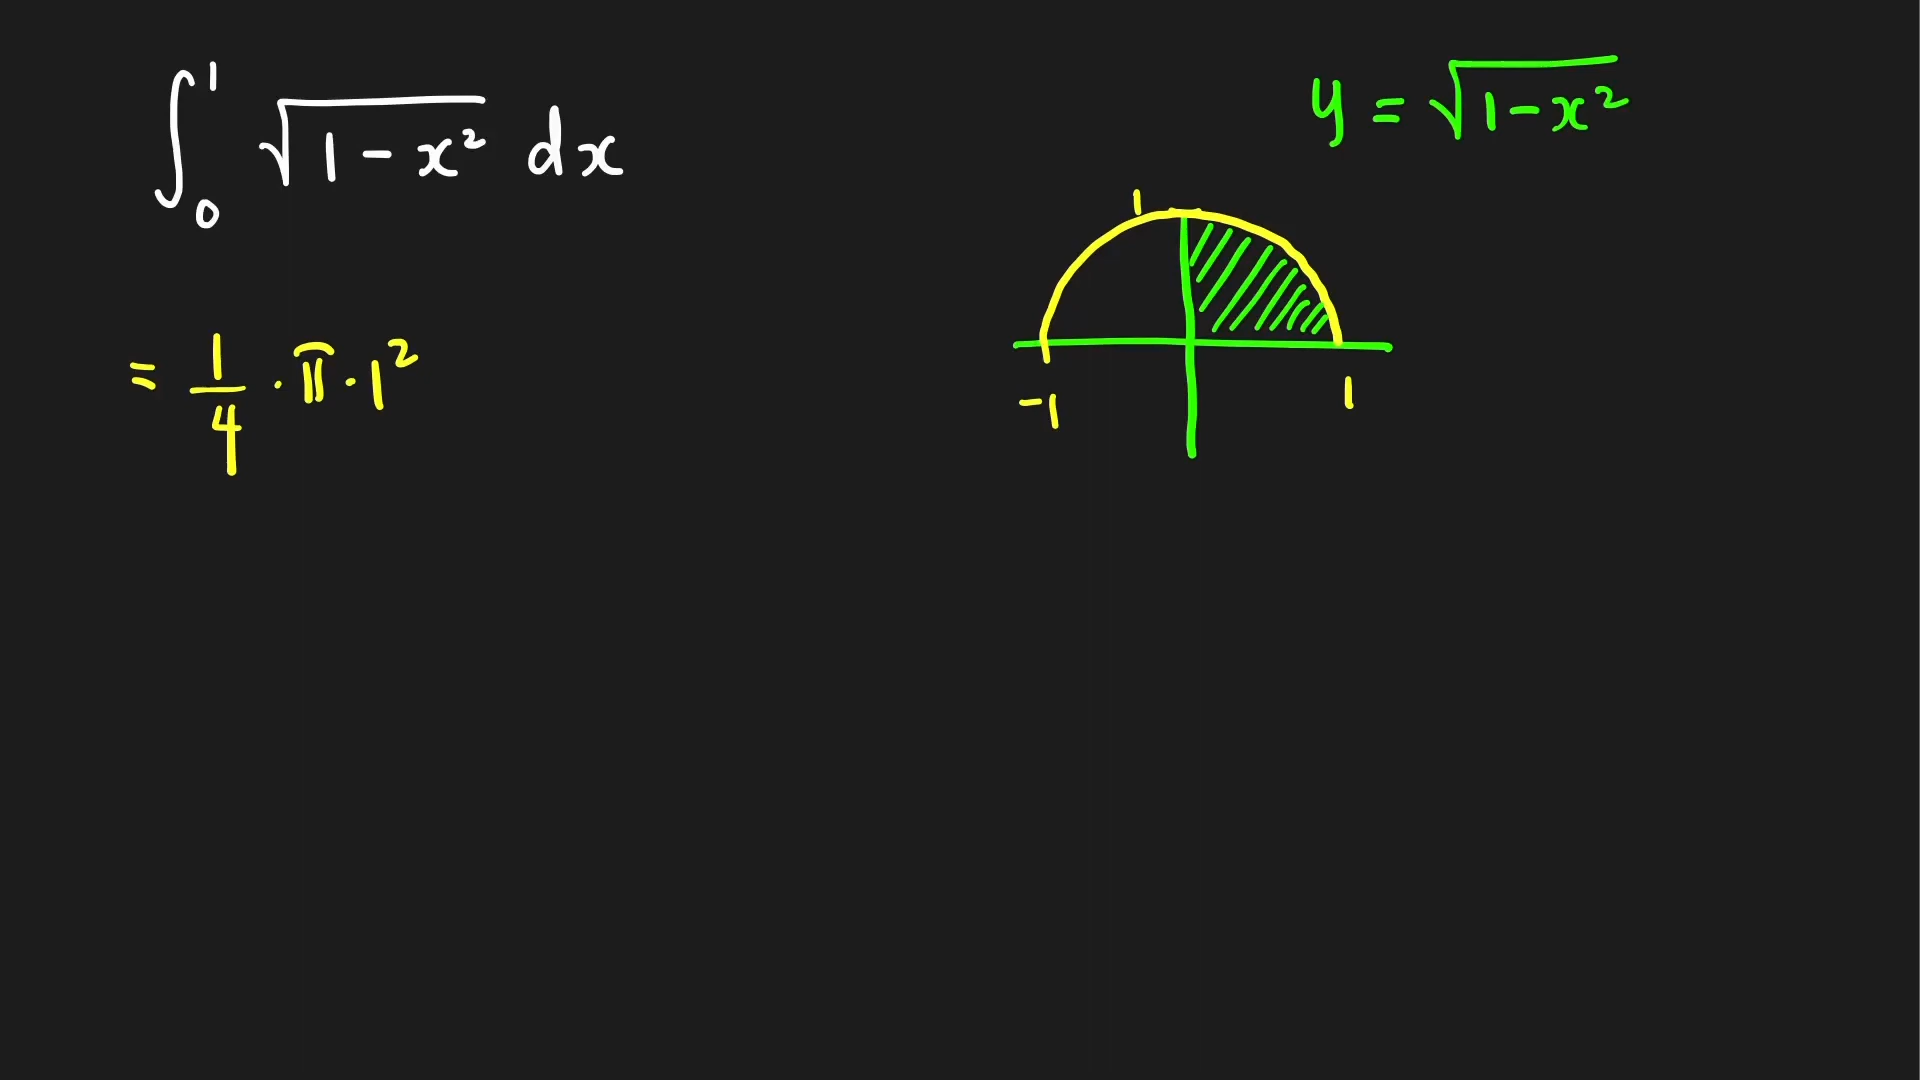 ∫₀¹ √(1 - x²) dx
y = √(1 - x²)
1
= 1/4 · π · 1²
-1 1